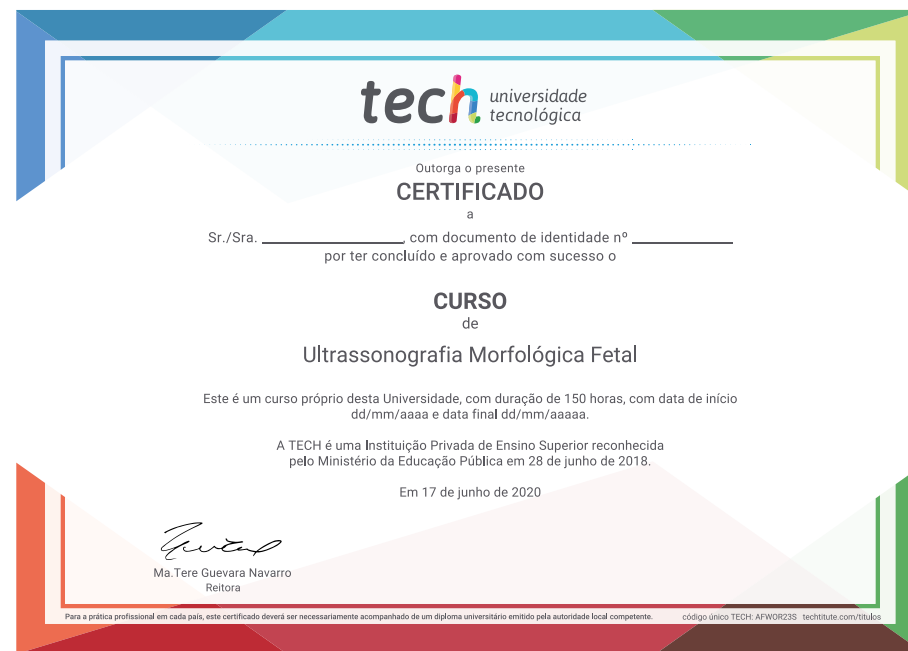 tech universidade
tecnológica
Outorga o presente
CERTIFICADO
a
Sr./Sra. ____________________, com documento de identidade nº ______________
por ter concluído e aprovado com sucesso o
CURSO
de
Ultrassonografia Morfológica Fetal
Este é um curso próprio desta Universidade, com duração de 150 horas, com data de início
dd/mm/aaaa e data final dd/mm/aaaaa.
A TECH é uma Instituição Privada de Ensino Superior reconhecida
pelo Ministério da Educação Pública em 28 de junho de 2018.
Em 17 de junho de 2020
Ma.Tere Guevara Navarro
Reitora
Para a prática profissional em cada país, este certificado deverá ser necessariamente acompanhado de um diploma universitário emitido pela autoridade local competente. código único TECH: AFWOR23S techtitute.com/titulos